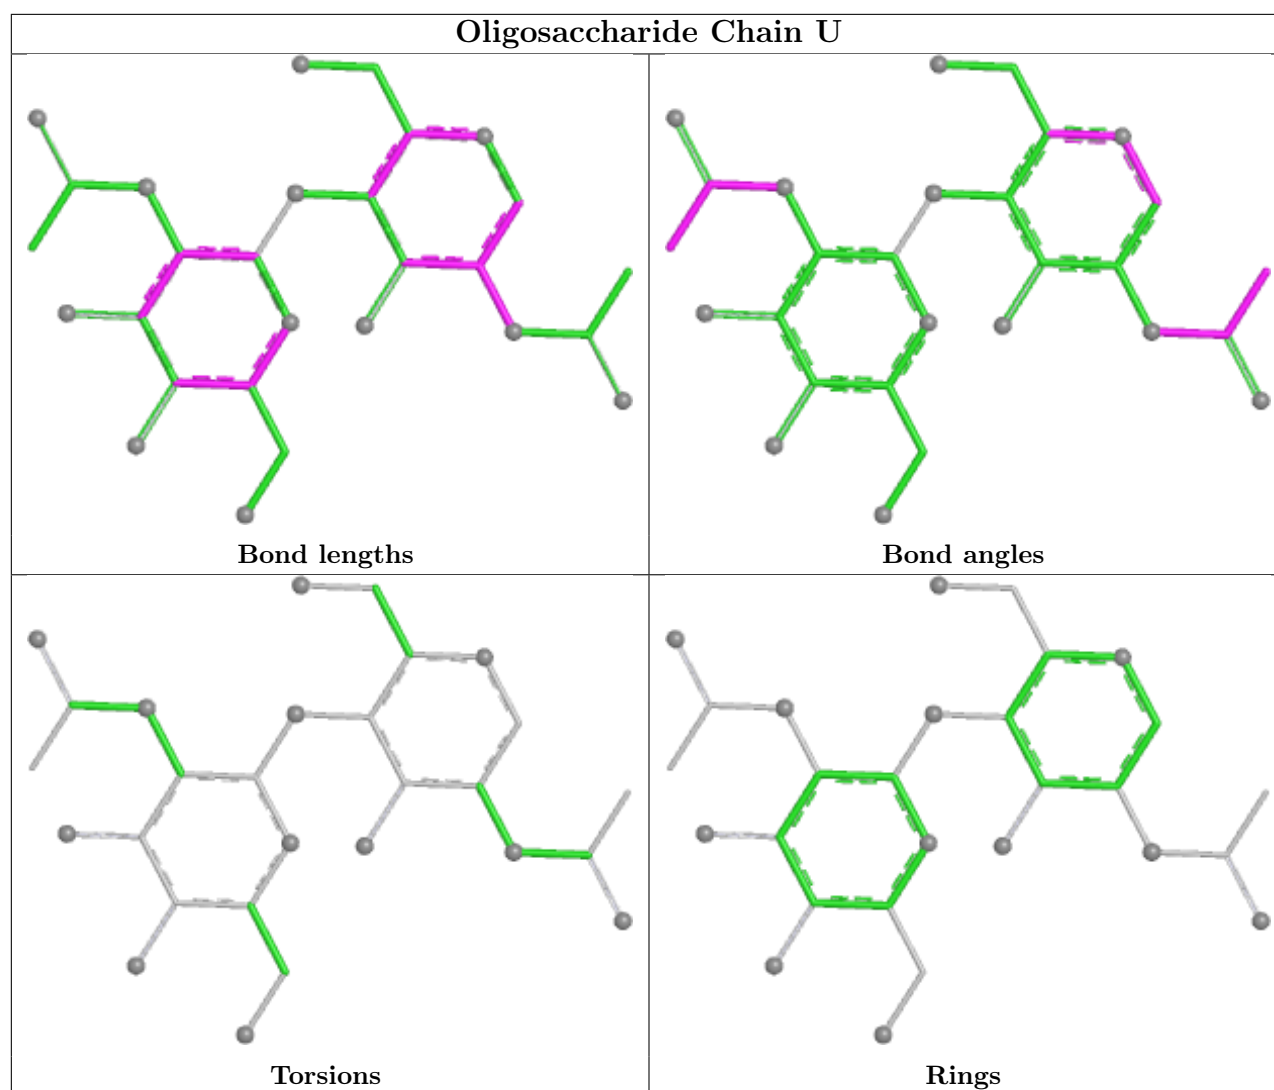 Oligosaccharide Chain U
Bond lengths
Bond angles
Torsions
Rings